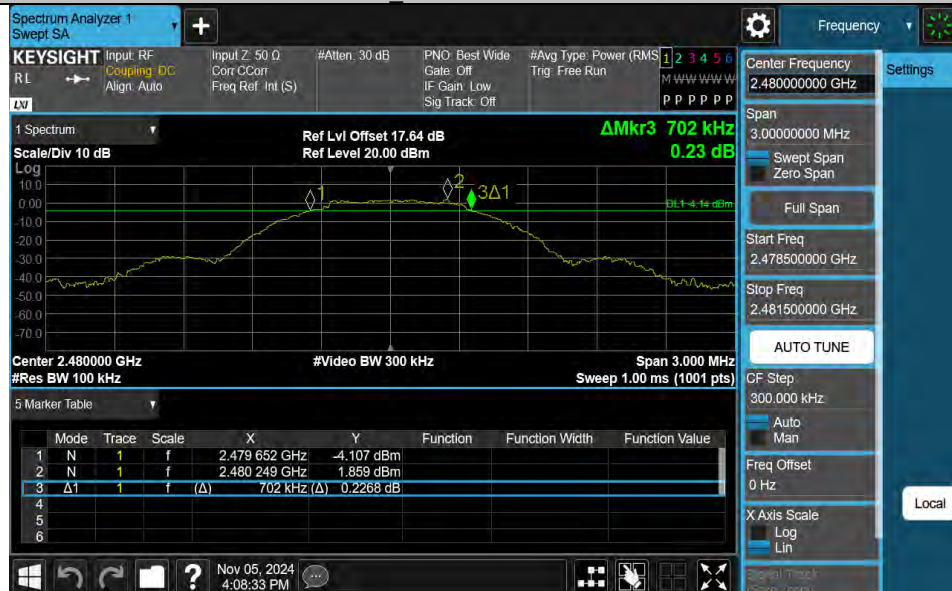 Spectrum Analyzer 1
Swept SA
+
Frequency
KEYSIGHT
RL
LXI
Input: RF
Coupling: DC
Align: Auto
Input Z: 50 Ω
Corr CCorr
Freq Ref: Int (S)
#Atten: 30 dB
PNO: Best Wide
Gate: Off
IF Gain: Low
Sig Track: Off
#Avg Type: Power (RMS
Trig: Free Run
1 2 3 4 5 6
M W W W W W
P P P P P P
1 Spectrum
Scale/Div 10 dB
Ref Lvl Offset 17.64 dB
Ref Level 20.00 dBm
ΔMkr3 702 kHz
0.23 dB
Log
10.0
0.00
-10.0
-20.0
-30.0
-40.0
-50.0
-60.0
-70.0
1
2
3Δ1
DL1 -4.14 dBm
Center 2.480000 GHz
#Video BW 300 kHz
Span 3.000 MHz
#Res BW 100 kHz
Sweep 1.00 ms (1001 pts)
5 Marker Table
Mode Trace Scale X Y Function Function Width Function Value
1 N 1 f 2.479 652 GHz -4.107 dBm
2 N 1 f 2.480 249 GHz 1.859 dBm
3 Δ1 1 f (Δ) 702 kHz (Δ) 0.2268 dB
4
5
6
?
Nov 05, 2024
4:08:33 PM
Center Frequency
2.480000000 GHz
Span
3.00000000 MHz
Swept Span
Zero Span
Full Span
Start Freq
2.478500000 GHz
Stop Freq
2.481500000 GHz
AUTO TUNE
CF Step
300.000 kHz
Auto
Man
Freq Offset
0 Hz
X Axis Scale
Log
Lin
Signal Track
Settings
Local